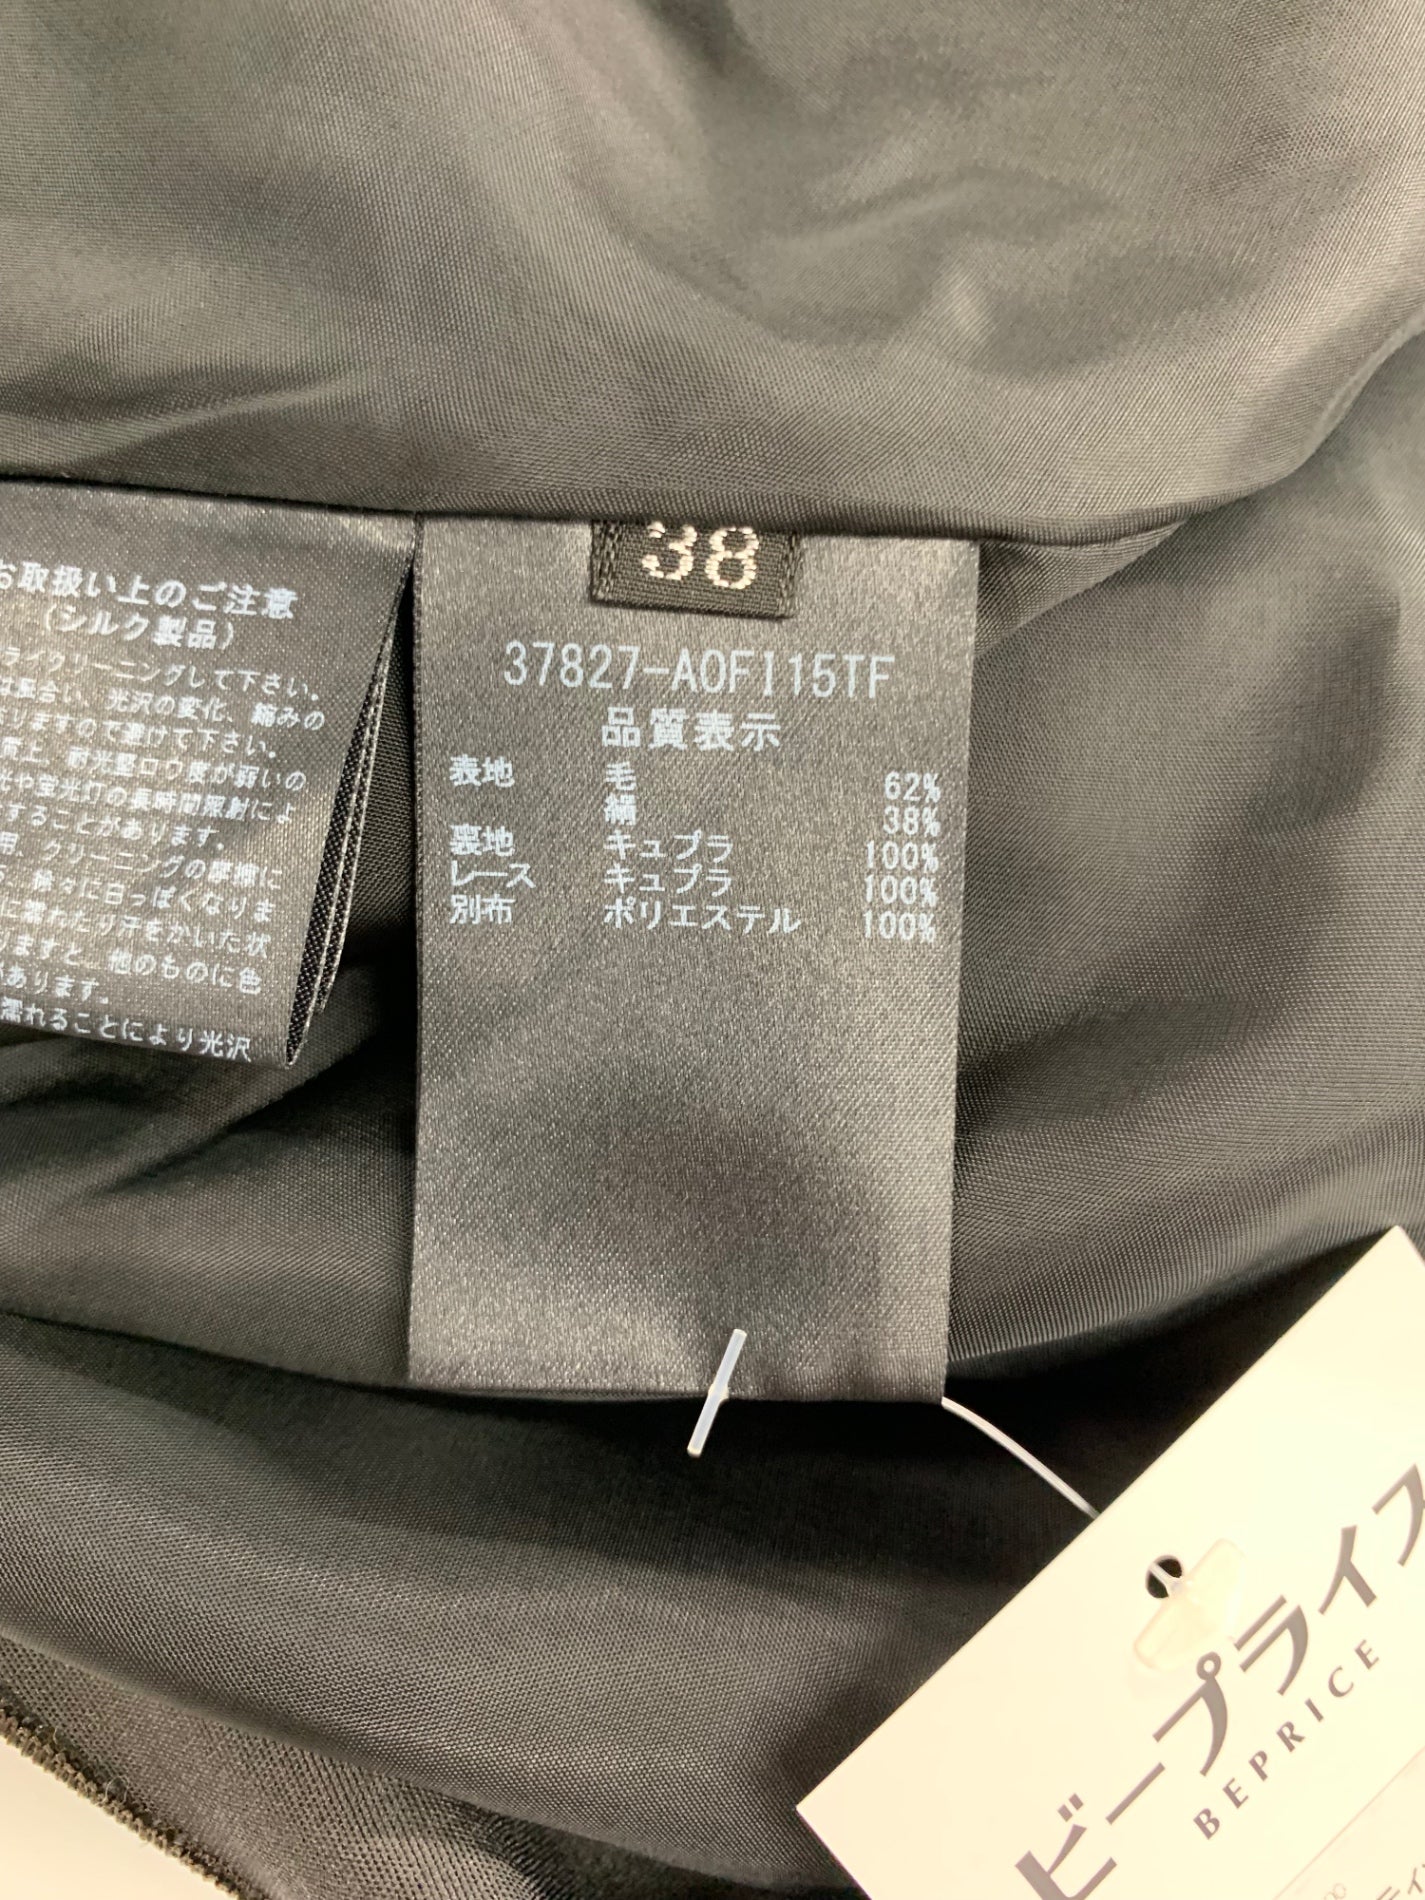 お取扱い上のご注意
(シルク製品)
ライクリーニングして下さい。
は風合い、光沢の変化、縮みの
ありますので避けて下さい。
質上、耐光堅ロウ度が弱いの
光や蛍光灯の長時間照射によ
することがあります。
用、クリーニングの摩擦に
る、徐々に白っぽくなりま
に濡れたり汗をかいた状
りますと、他のものに色
があります。
濡れることにより光沢
38
37827-A0FI15TF
品質表示
表地 毛 62%
絹 38%
裏地 キュプラ 100%
レース キュプラ 100%
別布 ポリエステル 100%
ビープライス
BEPRICE